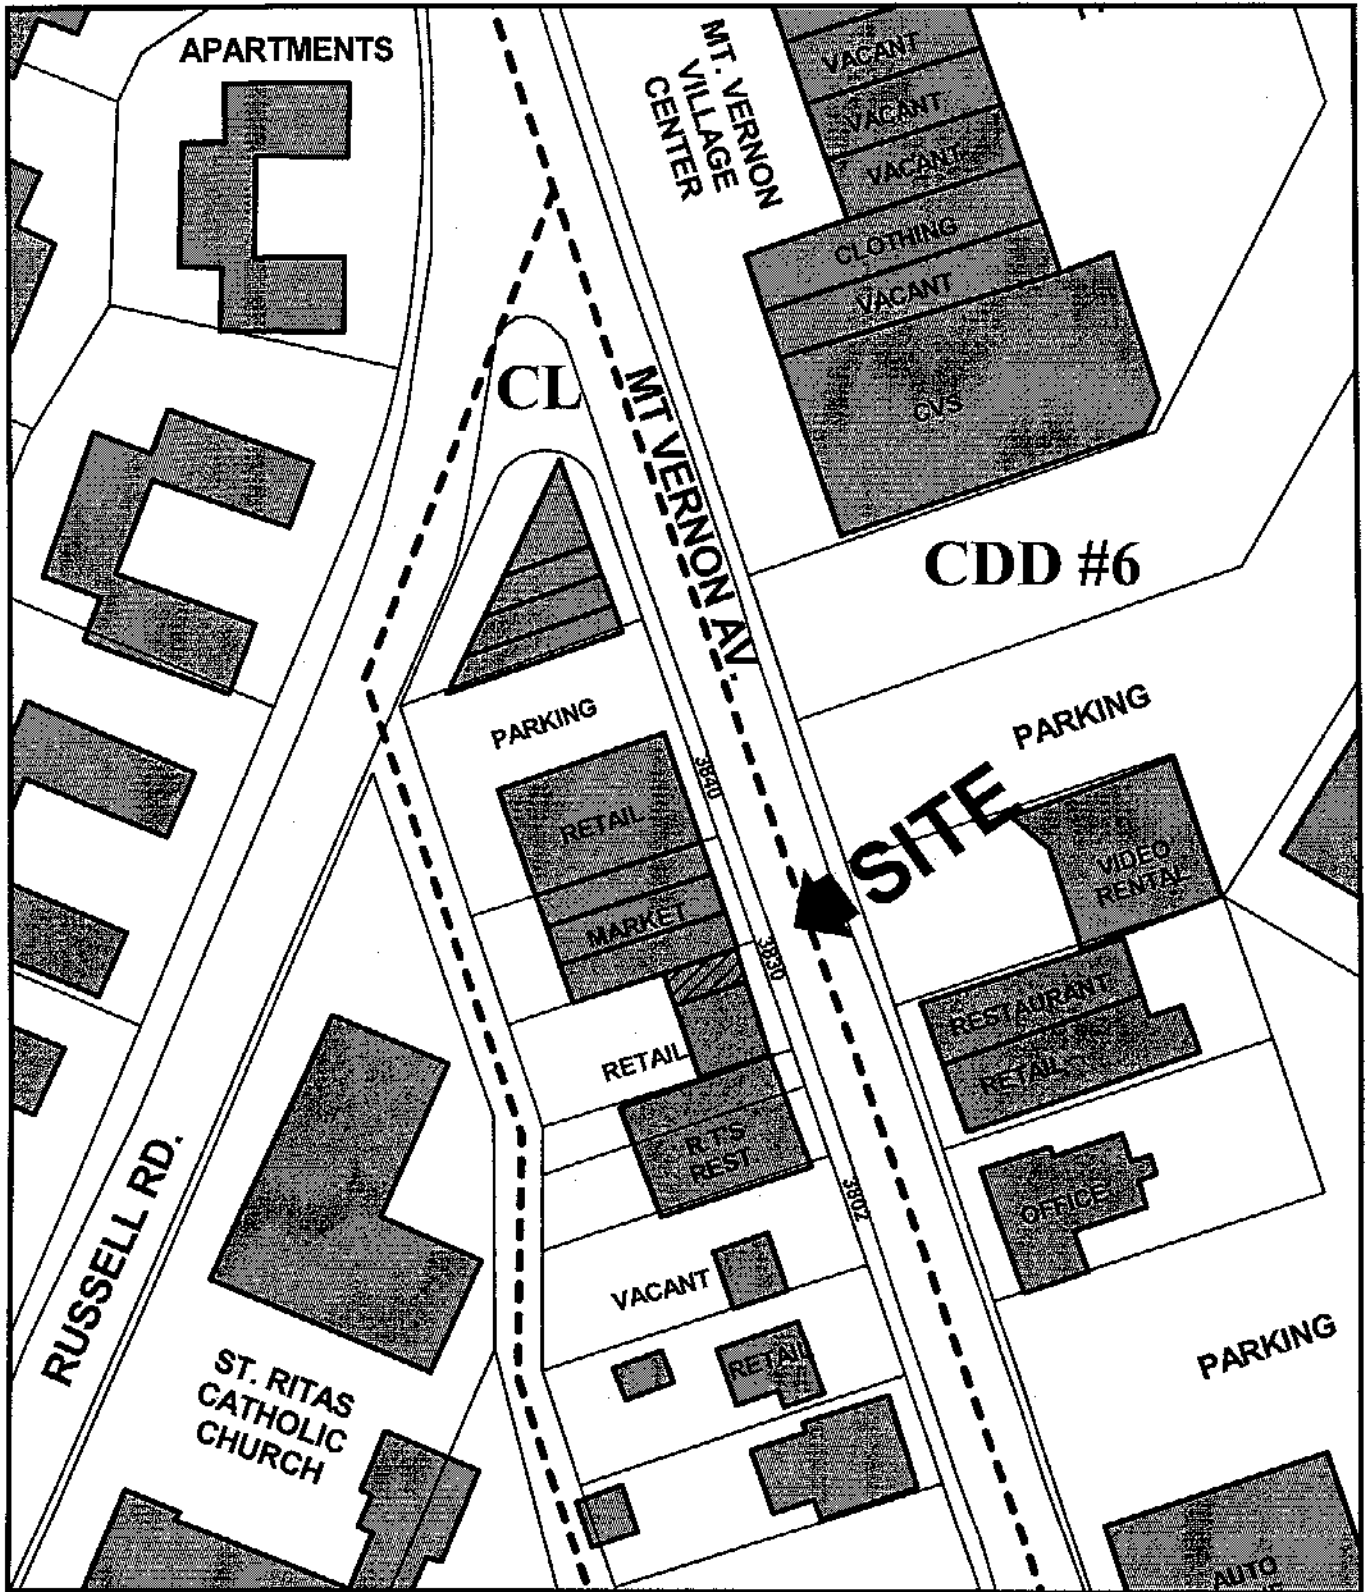 APARTMENTS
MT. VERNON
VILLAGE
CENTER
VACANT
VACANT
VACANT
CLOTHING
VACANT
CVS
CL
MT VERNON AV.
CDD #6
PARKING
PARKING
SITE
3840
RETAIL
VIDEO
RENTAL
MARKET
3830
RESTAURANT
RETAIL
RETAIL
R.T'S
REST
OFFICE
3802
RUSSELL RD.
VACANT
RETAIL
PARKING
ST. RITAS
CATHOLIC
CHURCH
AUTO